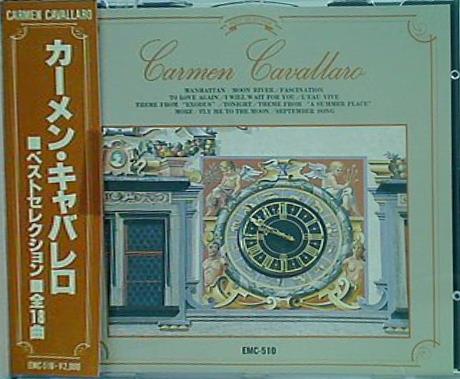 CARMEN CAVALLARO
カーメン・キャバレロ
■ベストセレクション■全18曲
EMC-510・¥2,000
Carmen Cavallaro
MANHATTAN / MOON RIVER / FASCINATION
TO LOVE AGAIN / I WILL WAIT FOR YOU / L'EAU VIVE
THEME FROM "EXODUS" / TONIGHT / THEME FROM "A SUMMER PLACE"
MORE / FLY ME TO THE MOON / SEPTEMBER SONG
EMC-510